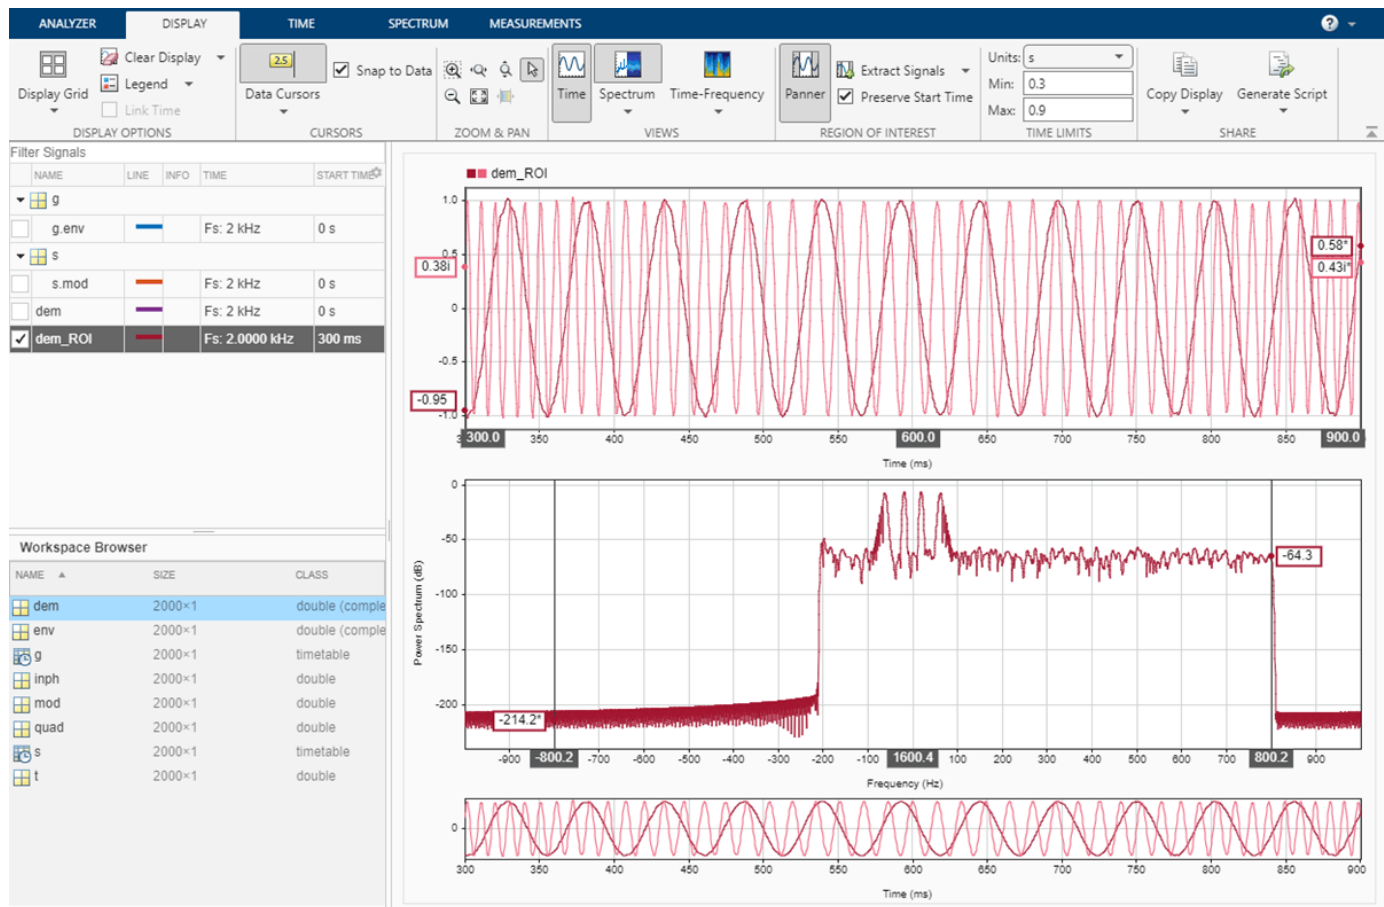 ANALYZER DISPLAY TIME SPECTRUM MEASUREMENTS ?
Display Grid
Clear Display
Legend
Link Time
DISPLAY OPTIONS
2.5
Data Cursors
Snap to Data
CURSORS
ZOOM & PAN
Time Spectrum Time-Frequency
VIEWS
Panner
Extract Signals
Preserve Start Time
REGION OF INTEREST
Units: s
Min: 0.3
Max: 0.9
TIME LIMITS
Copy Display Generate Script
SHARE
Filter Signals
NAME LINE INFO TIME START TIME
g
g.env Fs: 2 kHz 0 s
s
s.mod Fs: 2 kHz 0 s
dem Fs: 2 kHz 0 s
dem_ROI Fs: 2.0000 kHz 300 ms
Workspace Browser
NAME SIZE CLASS
dem 2000×1 double (comple
env 2000×1 double (comple
g 2000×1 timetable
inph 2000×1 double
mod 2000×1 double
quad 2000×1 double
s 2000×1 timetable
t 2000×1 double
dem_ROI
1.0
0.5
0.58*
0.38i
0.43i*
0
-0.5
-0.95
-1.0
300.0 350 400 450 500 550 600.0 650 700 750 800 850 900.0
Time (ms)
0
-50
-64.3
-100
-150
-200
-214.2*
Power Spectrum (dB)
-900 -800.2 -700 -600 -500 -400 -300 -200 -100 1600.4 100 200 300 400 500 600 700 800.2 900
Frequency (Hz)
0
300 350 400 450 500 550 600 650 700 750 800 850 900
Time (ms)